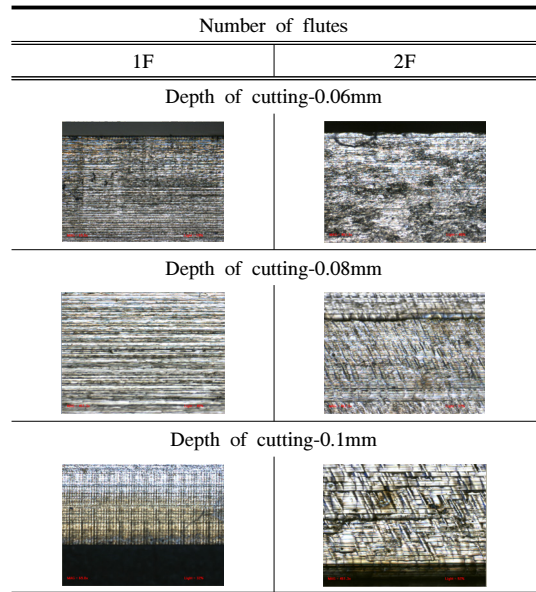 Number of flutes
1F 2F
Depth of cutting-0.06mm
Depth of cutting-0.08mm
Depth of cutting-0.1mm